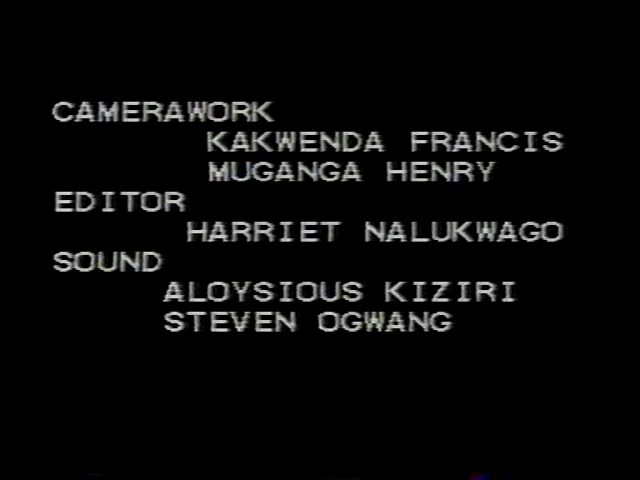 CAMERAWORK
KAKWENDA FRANCIS
MUGANGA HENRY
EDITOR
HARRIET NALUKWAGO
SOUND
ALOYSIOUS KIZIRI
STEVEN OGWANG